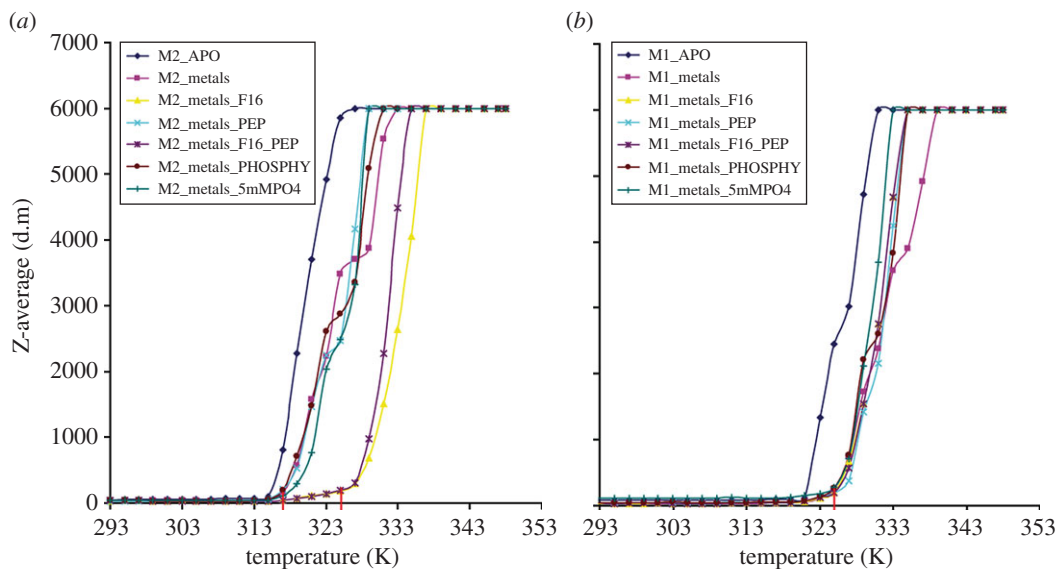 (a)
7000
6000
5000
4000
3000
2000
1000
0
Z-average (d.m)
M2_APO
M2_metals
M2_metals_F16
M2_metals_PEP
M2_metals_F16_PEP
M2_metals_PHOSPHY
M2_metals_5mMPO4
293 303 313 323 333 343 353
temperature (K)
(b)
M1_APO
M1_metals
M1_metals_F16
M1_metals_PEP
M1_metals_F16_PEP
M1_metals_PHOSPHY
M1_metals_5mMPO4
293 303 313 323 333 343 353
temperature (K)